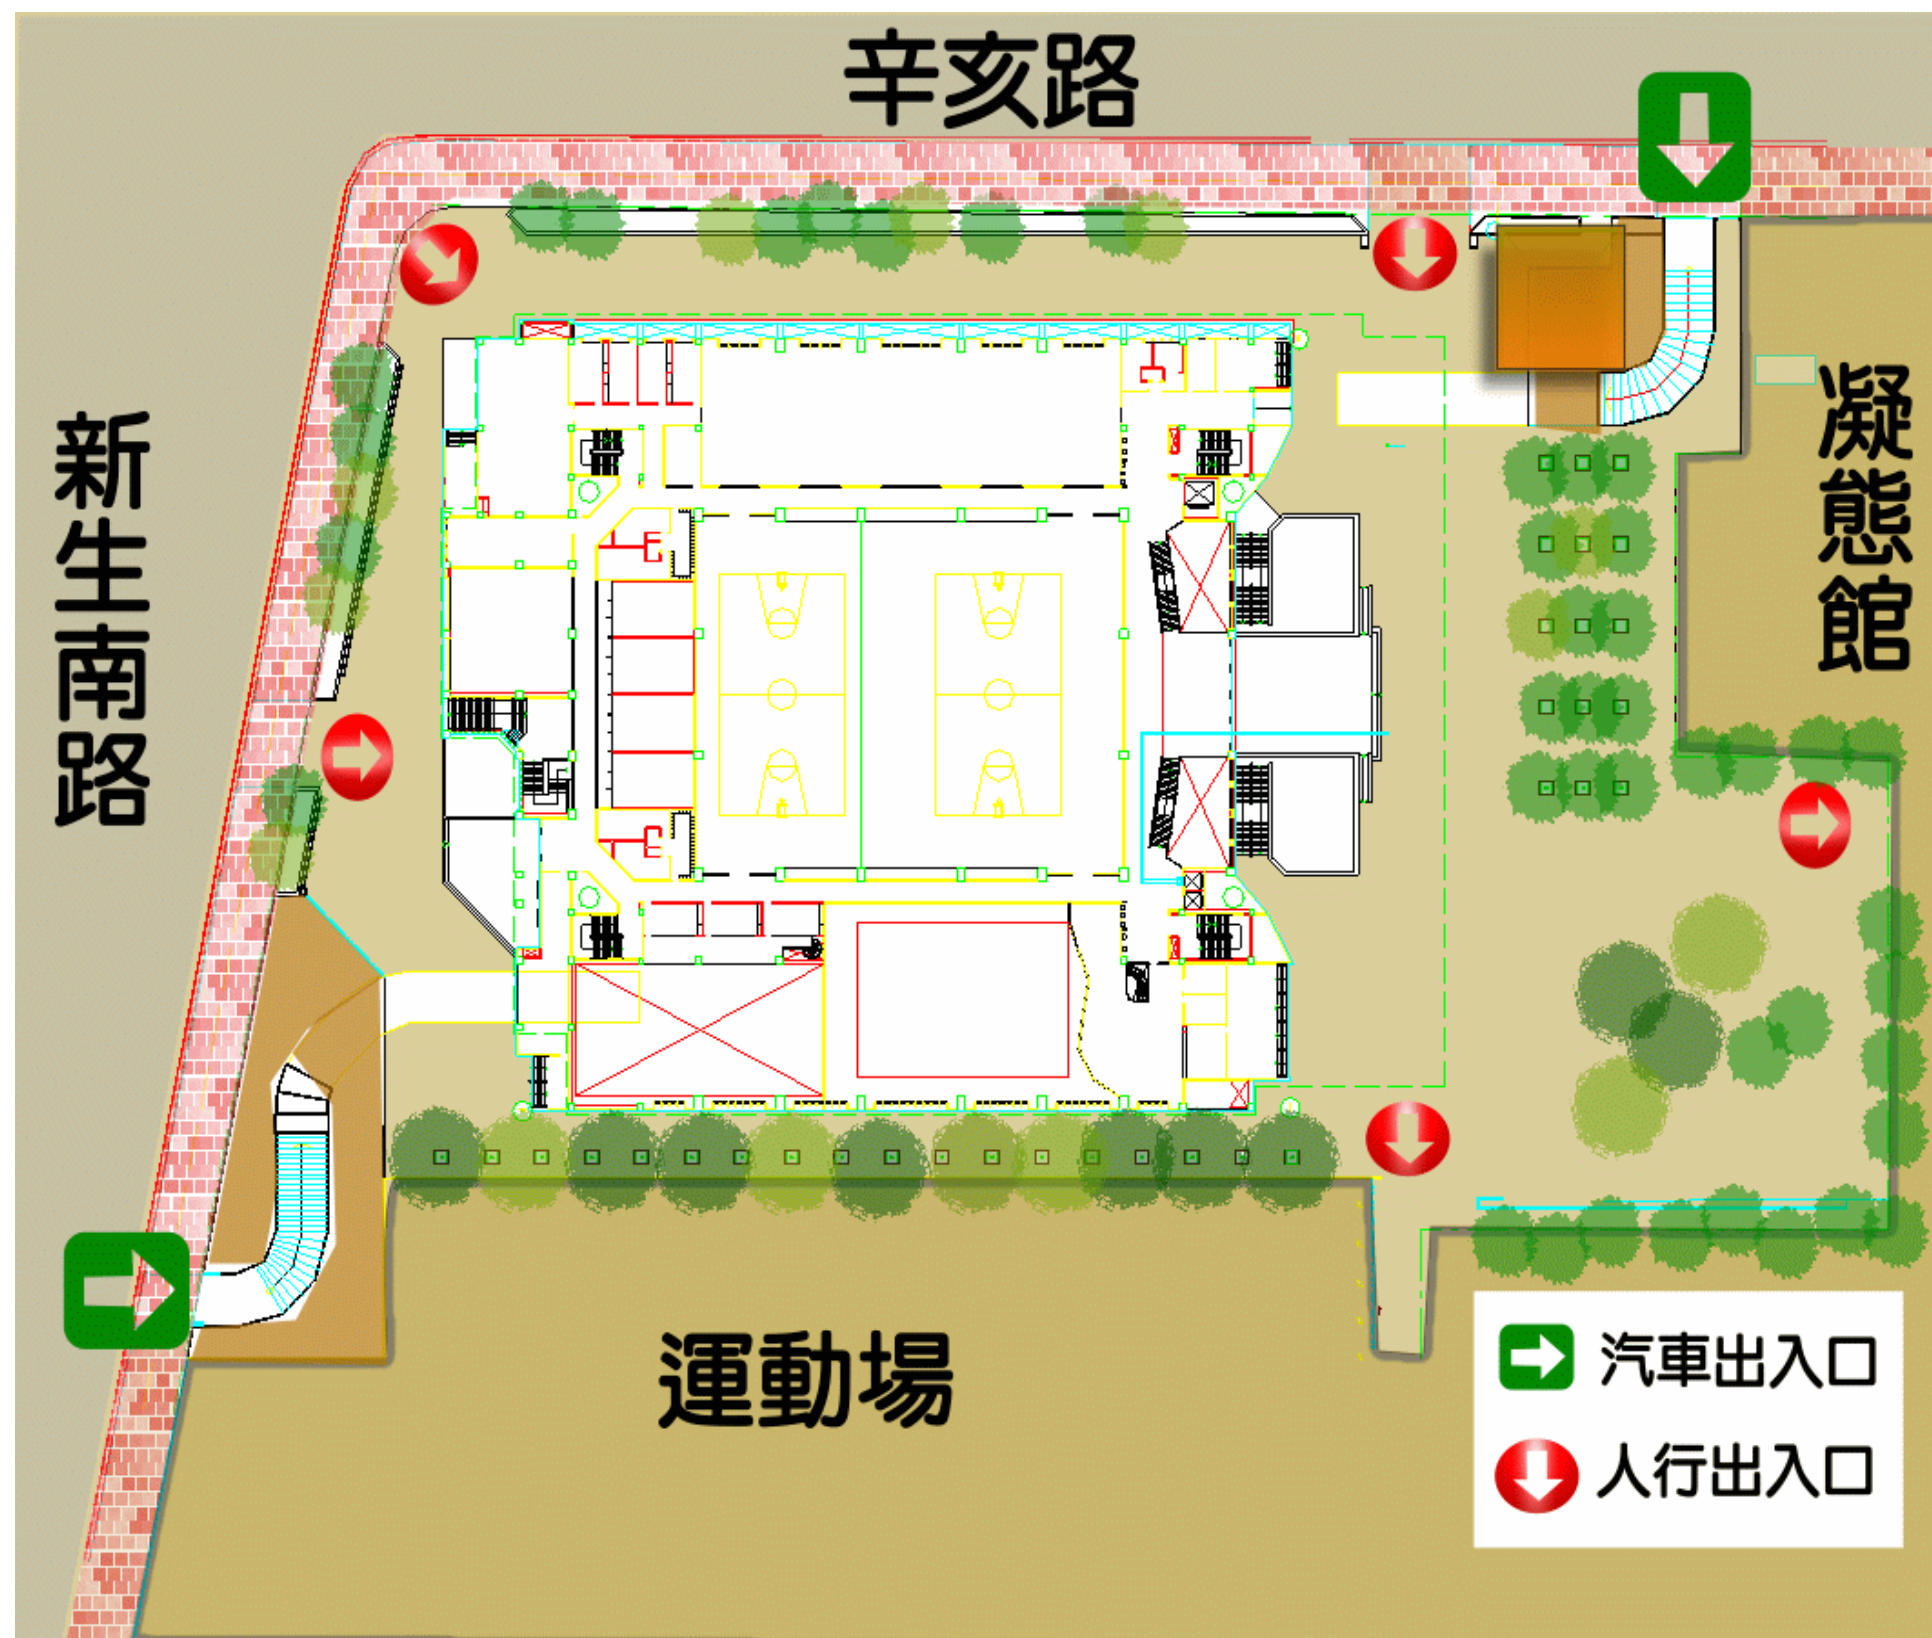 辛亥路
新生南路
凝態館
運動場
汽車出入口
人行出入口